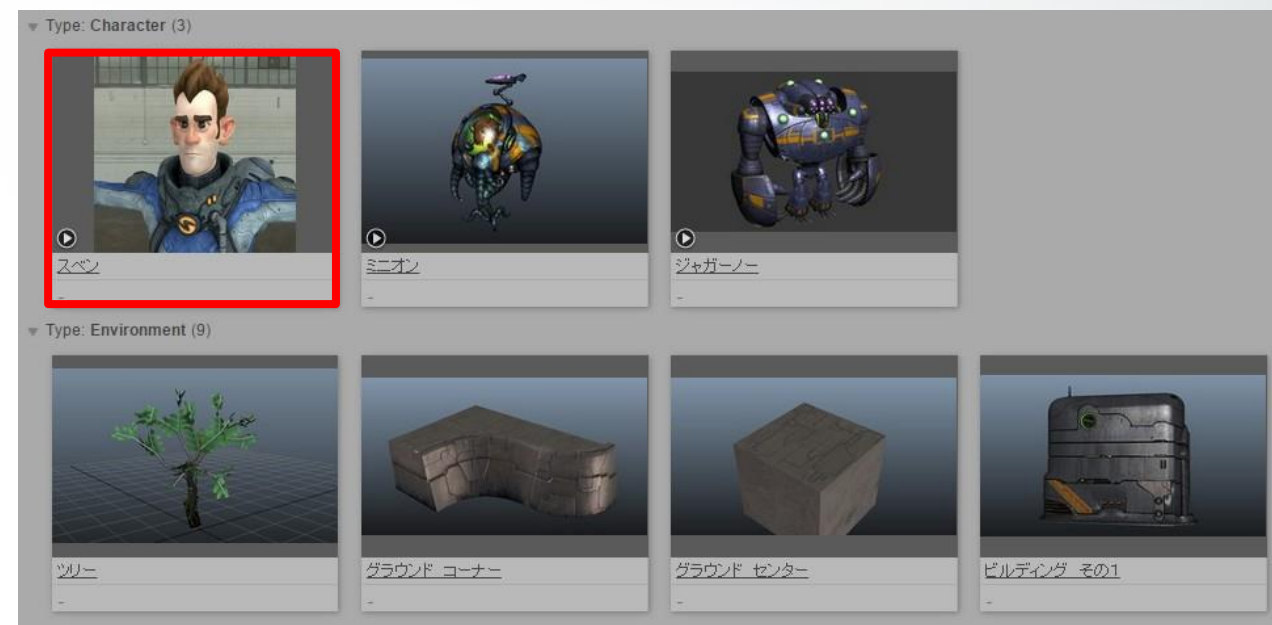 Type: Character (3)
スベン
ミニオン
ジャガーノー
-
-
-
Type: Environment (9)
ツリー
グラウンド コーナー
グラウンド センター
ビルディング その1
-
-
-
-